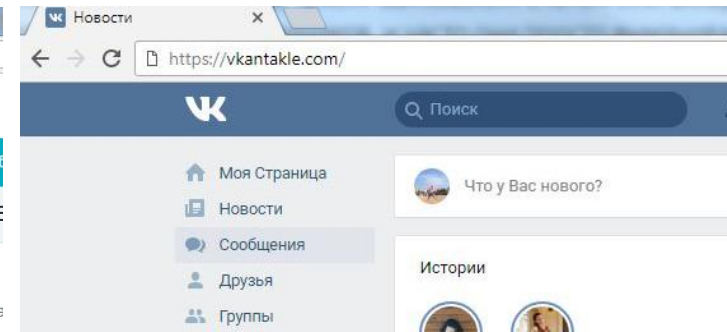 Новости
https://vkantakle.com/
Поиск
Моя Страница
Что у Вас нового?
Новости
Сообщения
Истории
Друзья
Группы